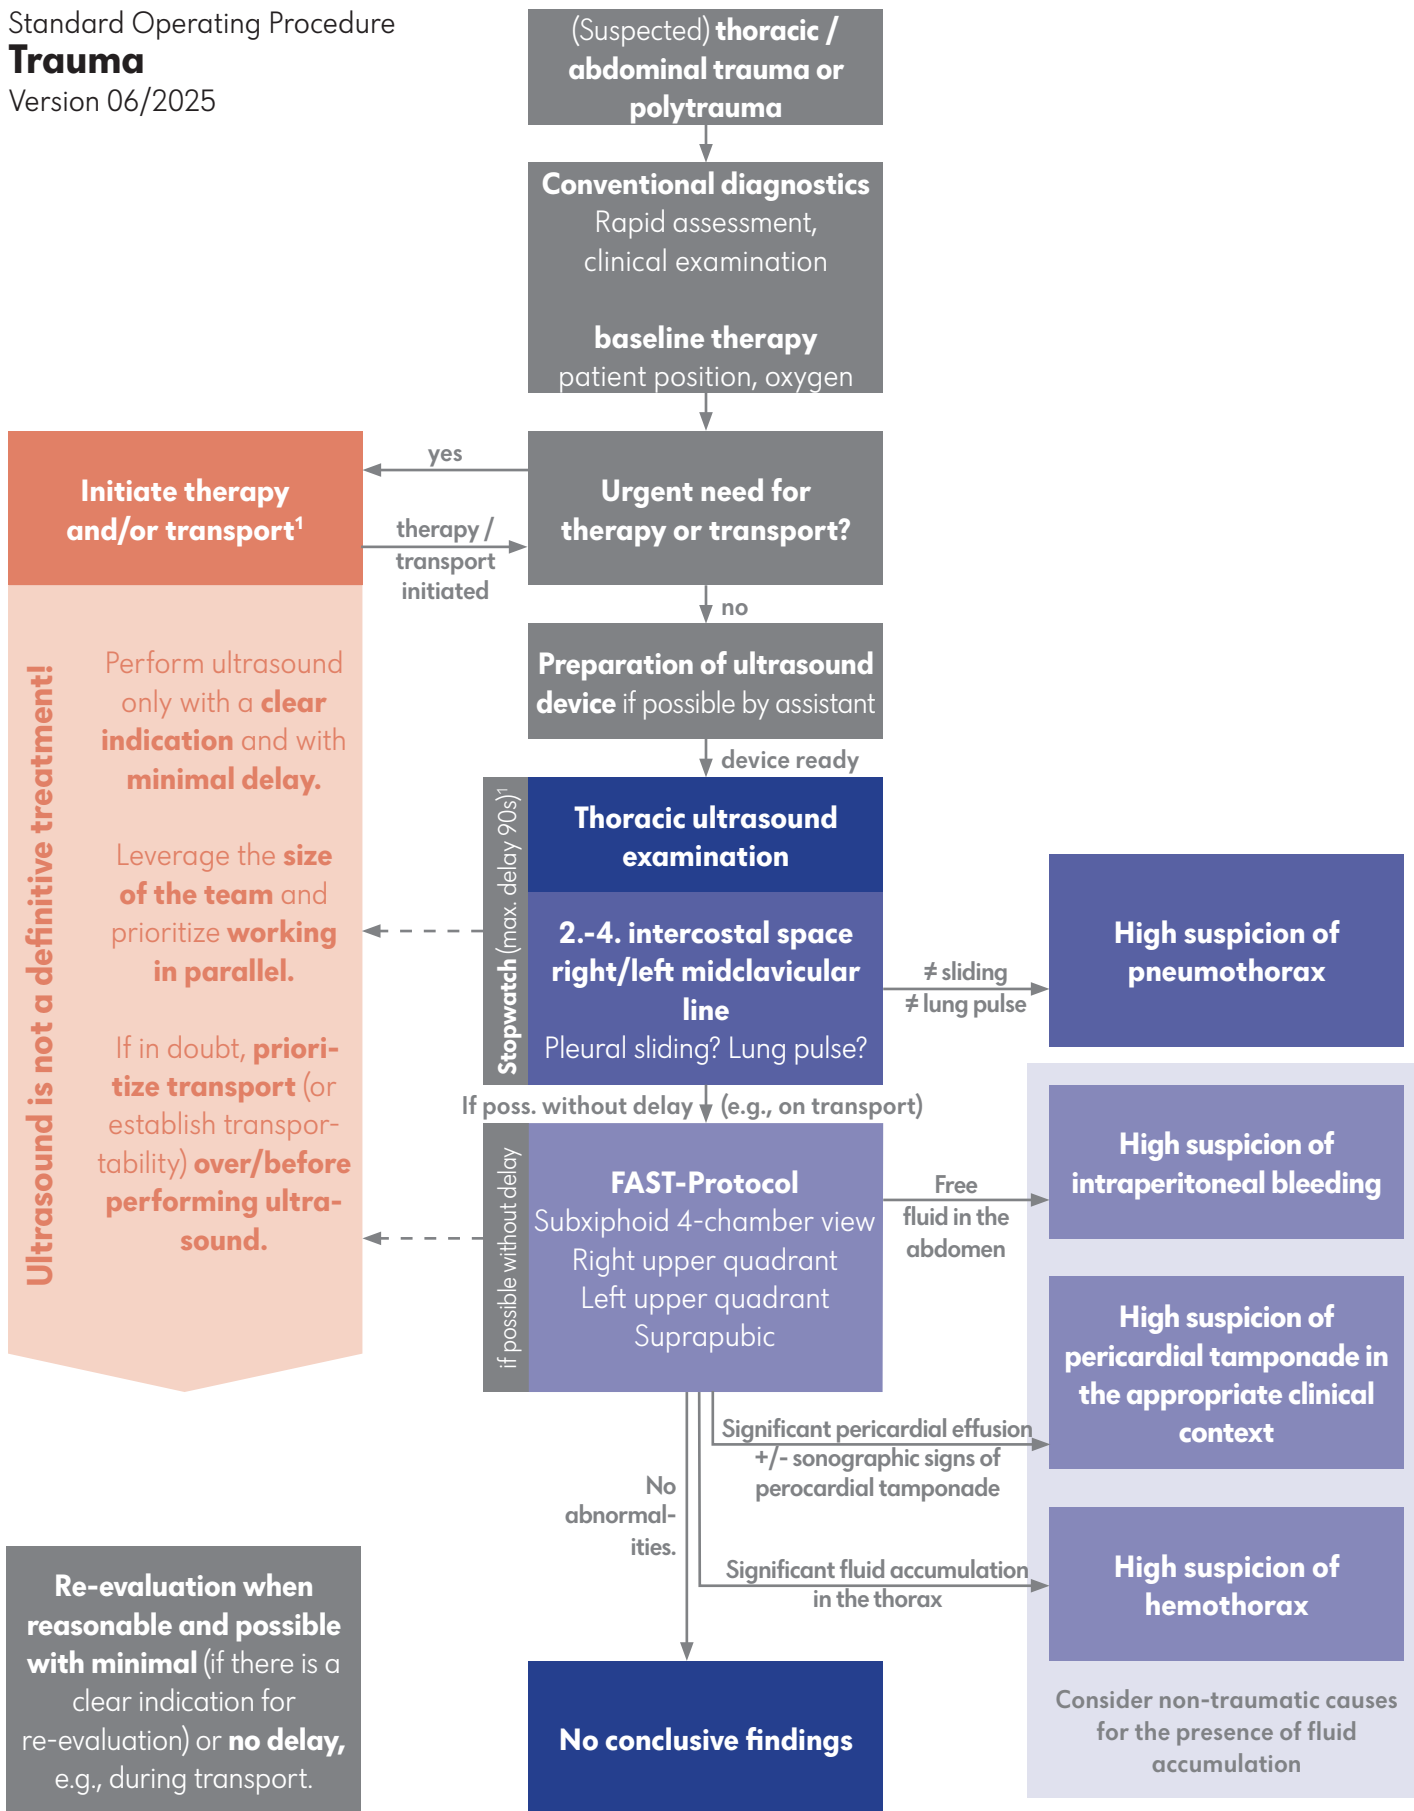 Standard Operating Procedure
Trauma
Version 06/2025
(Suspected) thoracic /
abdominal trauma or
polytrauma
Conventional diagnostics
Rapid assessment,
clinical examination
baseline therapy
patient position, oxygen
yes
Initiate therapy
and/or transport¹
Urgent need for
therapy or transport?
therapy /
transport
initiated
no
Preparation of ultrasound
device if possible by assistant
device ready
Ultrasound is not a definitive treatment!
Perform ultrasound
only with a clear
indication and with
minimal delay.
Leverage the size
of the team and
prioritize working
in parallel.
If in doubt, priori-
tize transport (or
establish transpor-
tability) over/before
performing ultra-
sound.
Stopwatch (max. delay 90s)¹
Thoracic ultrasound
examination
2.-4. intercostal space
right/left midclavicular
line
Pleural sliding? Lung pulse?
≠ sliding
≠ lung pulse
High suspicion of
pneumothorax
If poss. without delay (e.g., on transport)
if possible without delay
FAST-Protocol
Subxiphoid 4-chamber view
Right upper quadrant
Left upper quadrant
Suprapubic
Free
fluid in the
abdomen
High suspicion of
intraperitoneal bleeding
High suspicion of
pericardial tamponade in
the appropriate clinical
context
Significant pericardial effusion
+/- sonographic signs of
perocardial tamponade
No
abnormal-
ities.
Significant fluid accumulation
in the thorax
High suspicion of
hemothorax
Consider non-traumatic causes
for the presence of fluid
accumulation
Re-evaluation when
reasonable and possible
with minimal (if there is a
clear indication for
re-evaluation) or no delay,
e.g., during transport.
No conclusive findings